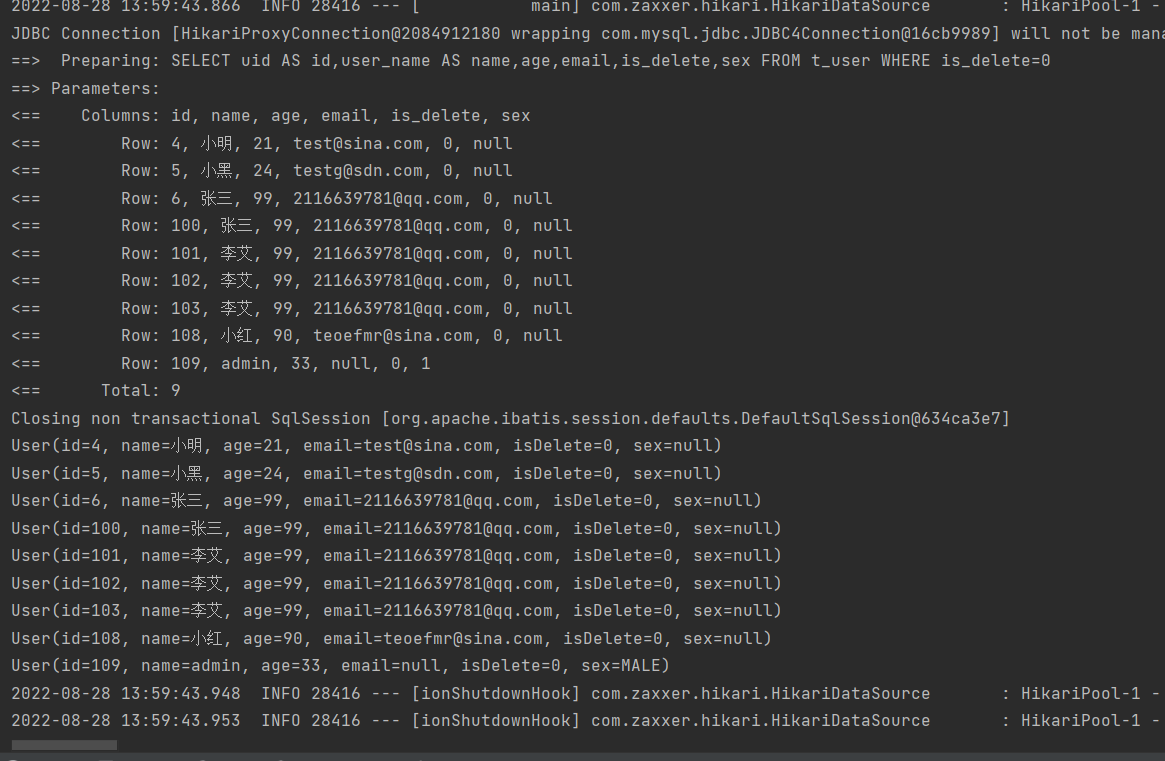 2022-08-28 13:59:43.866  INFO 28416 --- [           main] com.zaxxer.hikari.HikariDataSource       : HikariPool-1 -
JDBC Connection [HikariProxyConnection@2084912180 wrapping com.mysql.jdbc.JDBC4Connection@16cb9989] will not be mana
==>  Preparing: SELECT uid AS id,user_name AS name,age,email,is_delete,sex FROM t_user WHERE is_delete=0
==> Parameters:
<==    Columns: id, name, age, email, is_delete, sex
<==        Row: 4, 小明, 21, test@sina.com, 0, null
<==        Row: 5, 小黑, 24, testg@sdn.com, 0, null
<==        Row: 6, 张三, 99, 2116639781@qq.com, 0, null
<==        Row: 100, 张三, 99, 2116639781@qq.com, 0, null
<==        Row: 101, 李艾, 99, 2116639781@qq.com, 0, null
<==        Row: 102, 李艾, 99, 2116639781@qq.com, 0, null
<==        Row: 103, 李艾, 99, 2116639781@qq.com, 0, null
<==        Row: 108, 小红, 90, teoefmr@sina.com, 0, null
<==        Row: 109, admin, 33, null, 0, 1
<==      Total: 9
Closing non transactional SqlSession [org.apache.ibatis.session.defaults.DefaultSqlSession@634ca3e7]
User(id=4, name=小明, age=21, email=test@sina.com, isDelete=0, sex=null)
User(id=5, name=小黑, age=24, email=testg@sdn.com, isDelete=0, sex=null)
User(id=6, name=张三, age=99, email=2116639781@qq.com, isDelete=0, sex=null)
User(id=100, name=张三, age=99, email=2116639781@qq.com, isDelete=0, sex=null)
User(id=101, name=李艾, age=99, email=2116639781@qq.com, isDelete=0, sex=null)
User(id=102, name=李艾, age=99, email=2116639781@qq.com, isDelete=0, sex=null)
User(id=103, name=李艾, age=99, email=2116639781@qq.com, isDelete=0, sex=null)
User(id=108, name=小红, age=90, email=teoefmr@sina.com, isDelete=0, sex=null)
User(id=109, name=admin, age=33, email=null, isDelete=0, sex=MALE)
2022-08-28 13:59:43.948  INFO 28416 --- [ionShutdownHook] com.zaxxer.hikari.HikariDataSource       : HikariPool-1 -
2022-08-28 13:59:43.953  INFO 28416 --- [ionShutdownHook] com.zaxxer.hikari.HikariDataSource       : HikariPool-1 -